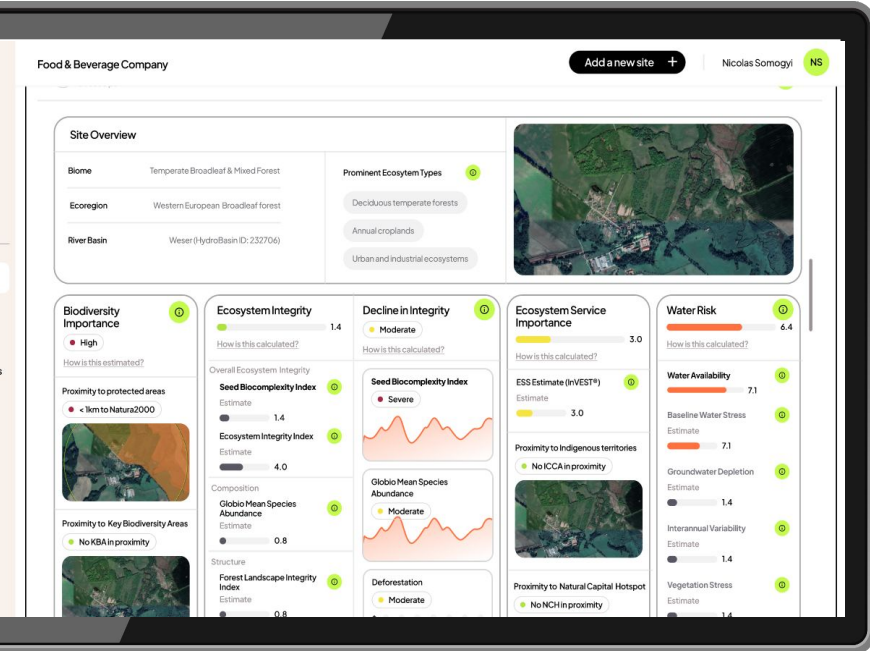 Food & Beverage Company
Add a new site +
Nicolas Somogyi
NS
Site Overview
Biome
Temperate Broadleaf & Mixed Forest
Ecoregion
Western European Broadleaf forest
River Basin
Weser (HydroBasin ID: 232706)
Prominent Ecosytem Types
Deciduous temperate forests
Annual croplands
Urban and industrial ecosystems
Biodiversity
Importance
High
How is this estimated?
Proximity to protected areas
< 1km to Natura2000
Proximity to Key Biodiversity Areas
No KBA in proximity
Ecosystem Integrity
1.4
How is this calculated?
Overall Ecosystem Integrity
Seed Biocomplexity Index
Estimate
1.4
Ecosystem Integrity Index
Estimate
4.0
Composition
Globio Mean Species
Abundance
Estimate
0.8
Structure
Forest Landscape Integrity
Index
Estimate
0.8
Decline in Integrity
Moderate
How is this calculated?
Seed Biocomplexity Index
Severe
Globio Mean Species
Abundance
Moderate
Deforestation
Moderate
Ecosystem Service
Importance
3.0
How is this calculated?
ESS Estimate (InVEST®)
Estimate
3.0
Proximity to Indigenous territories
No ICCA in proximity
Proximity to Natural Capital Hotspot
No NCH in proximity
Water Risk
6.4
How is this calculated?
Water Availability
7.1
Baseline Water Stress
Estimate
7.1
Groundwater Depletion
Estimate
1.4
Interannual Variability
Estimate
1.4
Vegetation Stress
Estimate
1.4